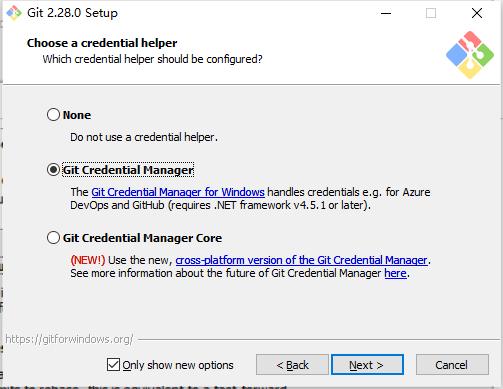 Git 2.28.0 Setup
Choose a credential helper
Which credential helper should be configured?
None
Do not use a credential helper.
Git Credential Manager
The Git Credential Manager for Windows handles credentials e.g. for Azure
DevOps and GitHub (requires .NET framework v4.5.1 or later).
Git Credential Manager Core
(NEW!) Use the new, cross-platform version of the Git Credential Manager.
See more information about the future of Git Credential Manager here.
https://gitforwindows.org/
Only show new options
< Back
Next >
Cancel